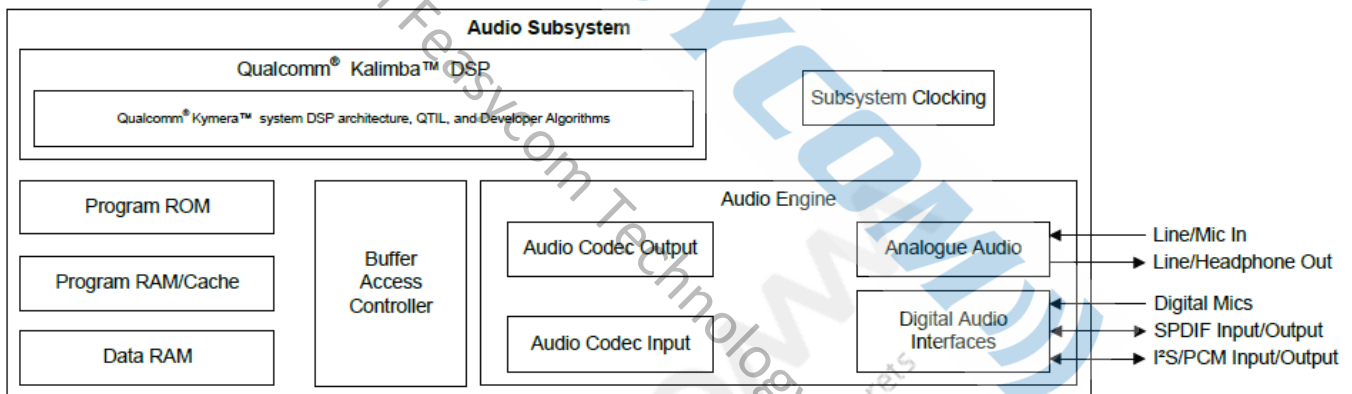 Audio Subsystem
Qualcomm® Kalimba™ DSP
Qualcomm® Kymera™ system DSP architecture, QTIL, and Developer Algorithms
Subsystem Clocking
Program ROM
Program RAM/Cache
Data RAM
Buffer
Access
Controller
Audio Engine
Audio Codec Output
Audio Codec Input
Analogue Audio
Digital Audio
Interfaces
Line/Mic In
Line/Headphone Out
Digital Mics
SPDIF Input/Output
I²S/PCM Input/Output
Feasycom Technology
YCOM